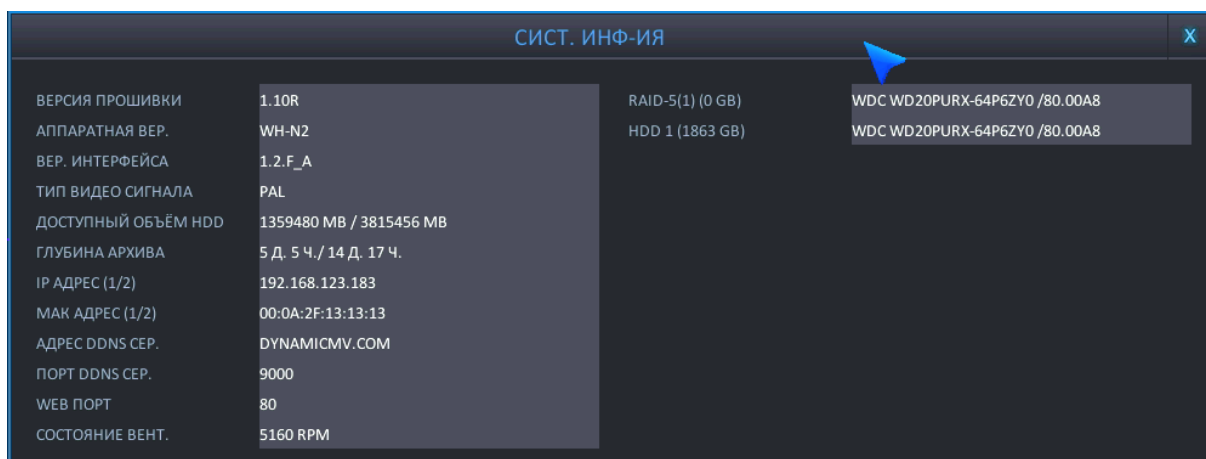 СИСТ. ИНФ-ИЯ
X
ВЕРСИЯ ПРОШИВКИ 1.10R
АППАРАТНАЯ ВЕР. WH-N2
ВЕР. ИНТЕРФЕЙСА 1.2.F_A
ТИП ВИДЕО СИГНАЛА PAL
ДОСТУПНЫЙ ОБЪЁМ HDD 1359480 MB / 3815456 MB
ГЛУБИНА АРХИВА 5 Д. 5 Ч./ 14 Д. 17 Ч.
IP АДРЕС (1/2) 192.168.123.183
МАК АДРЕС (1/2) 00:0A:2F:13:13:13
АДРЕС DDNS СЕР. DYNAMICMV.COM
ПОРТ DDNS СЕР. 9000
WEB ПОРТ 80
СОСТОЯНИЕ ВЕНТ. 5160 RPM
RAID-5(1) (0 GB) WDC WD20PURX-64P6ZY0 /80.00A8
HDD 1 (1863 GB) WDC WD20PURX-64P6ZY0 /80.00A8